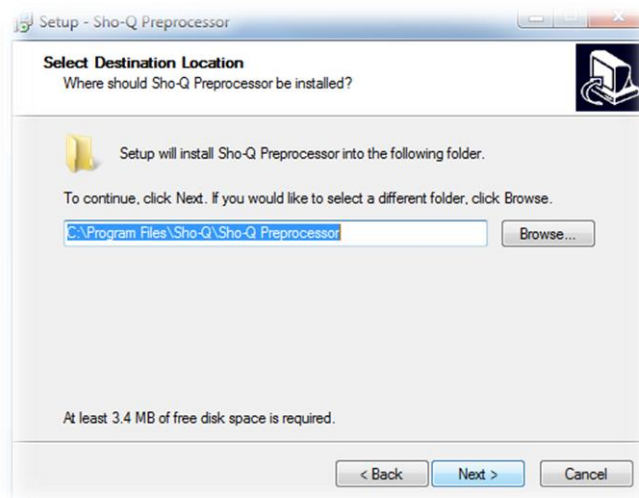 Setup - Sho-Q Preprocessor
Select Destination Location
Where should Sho-Q Preprocessor be installed?
Setup will install Sho-Q Preprocessor into the following folder.
To continue, click Next. If you would like to select a different folder, click Browse.
C:\Program Files\Sho-Q\Sho-Q Preprocessor
Browse...
At least 3.4 MB of free disk space is required.
< Back
Next >
Cancel